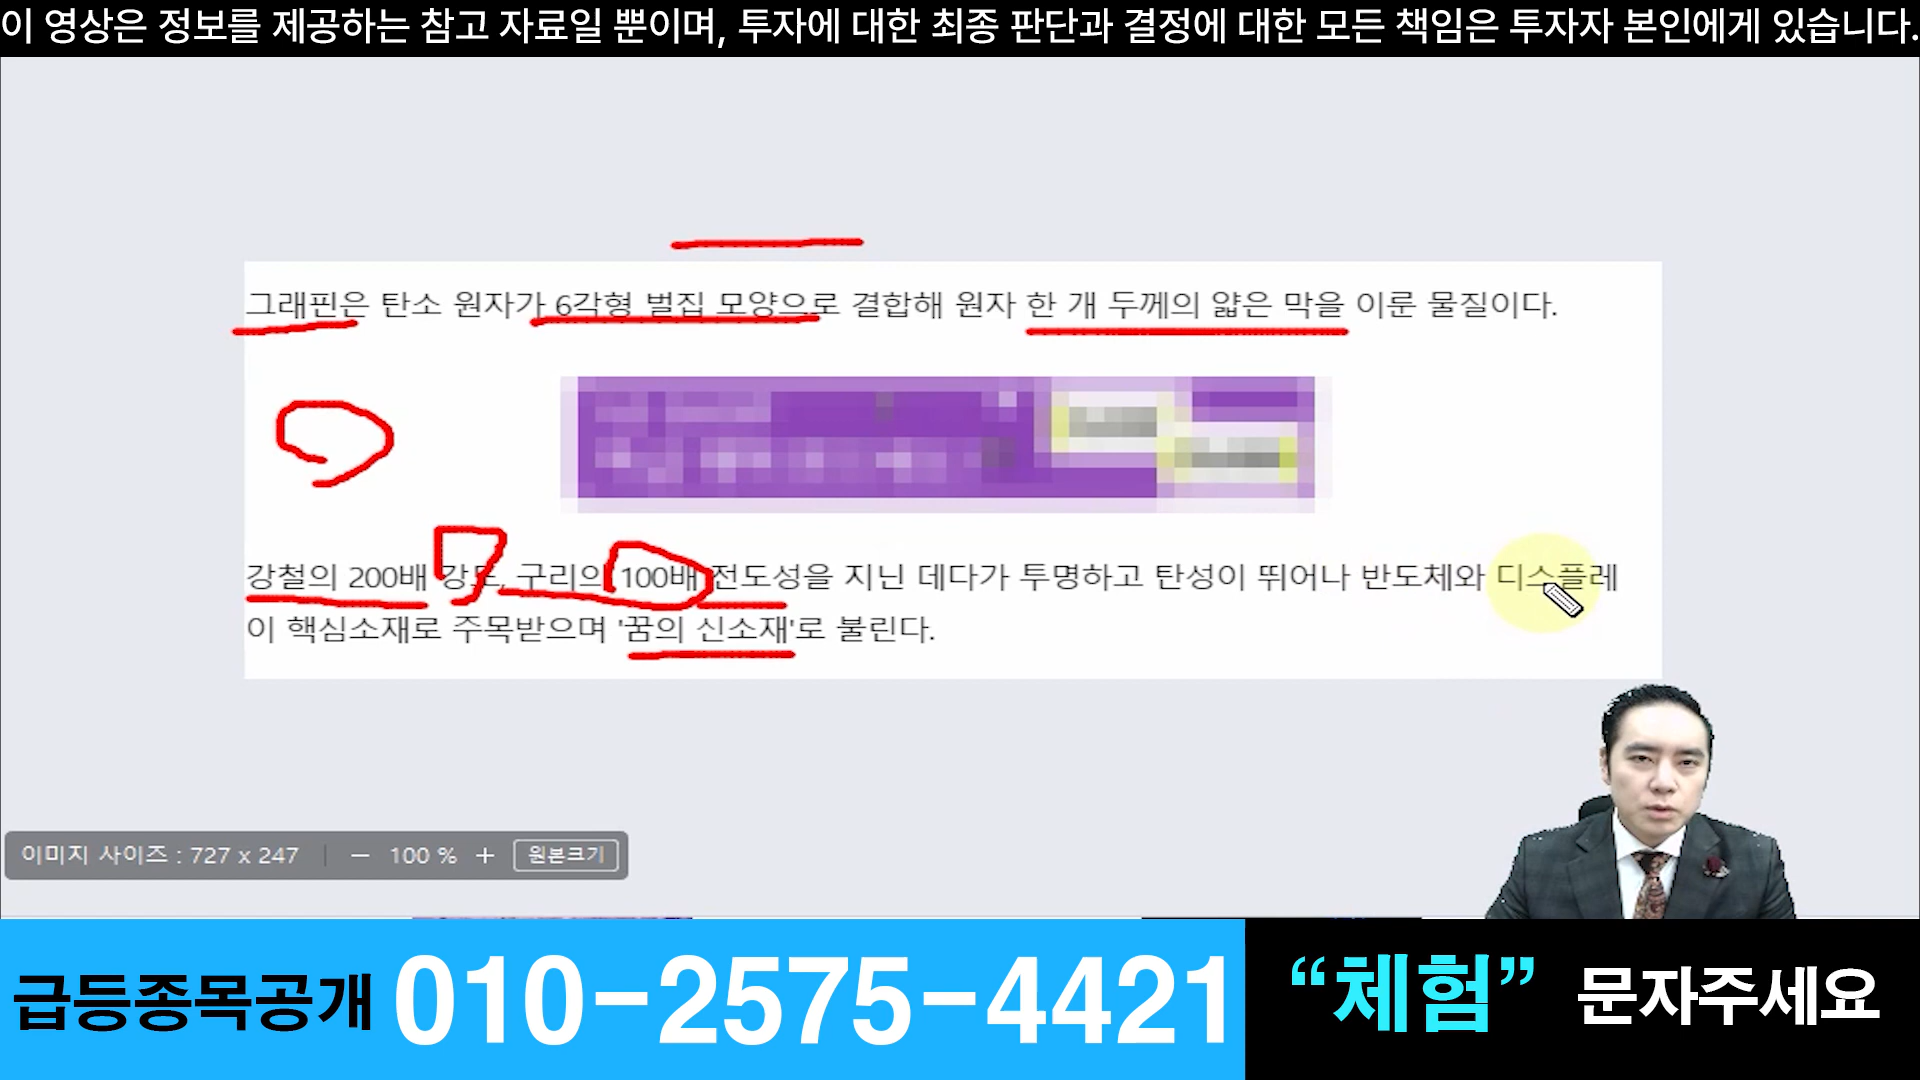 이 영상은 정보를 제공하는 참고 자료일 뿐이며, 투자에 대한 최종 판단과 결정에 대한 모든 책임은 투자자 본인에게 있습니다.
그래핀은 탄소 원자가 6각형 벌집 모양으로 결합해 원자 한 개 두께의 얇은 막을 이룬 물질이다.
강철의 200배 강도, 구리의 100배 전도성을 지닌 데다가 투명하고 탄성이 뛰어나 반도체와 디스플레
이 핵심소재로 주목받으며 '꿈의 신소재'로 불린다.
이미지 사이즈 : 727 x 247 | − 100 % + 원본크기
급등종목공개 010-2575-4421 “체험” 문자주세요